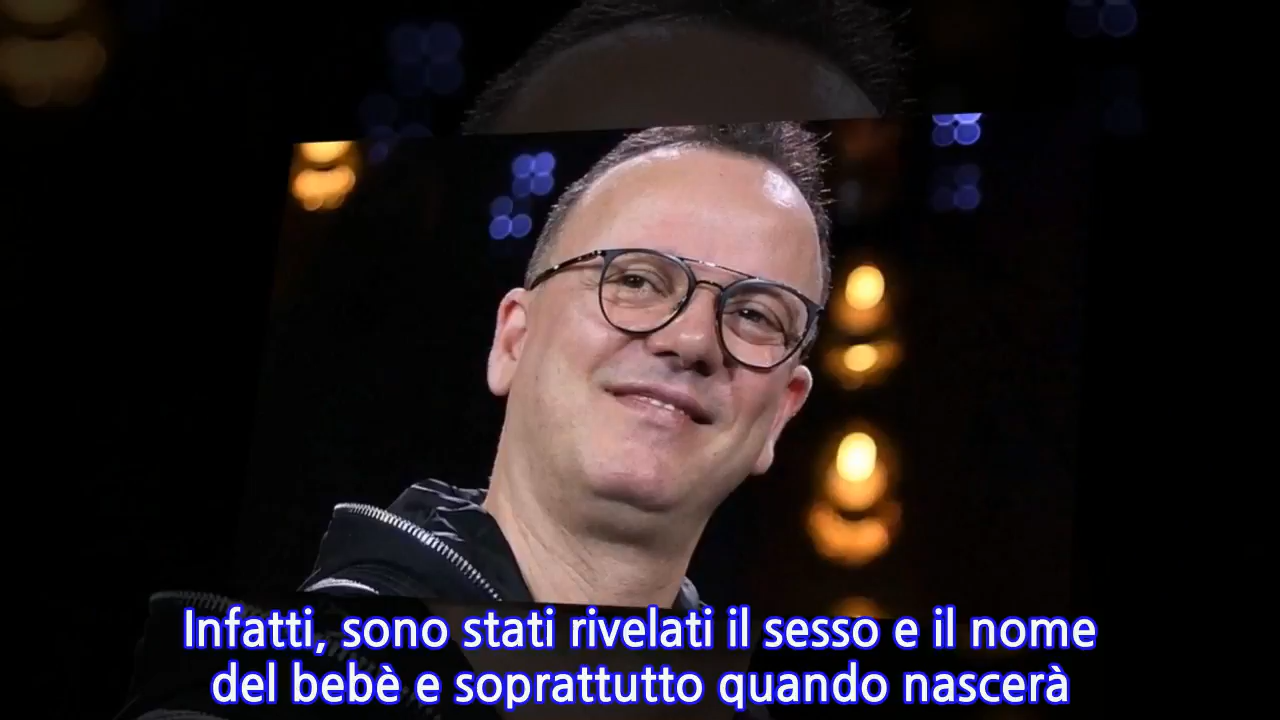 Infatti, sono stati rivelati il sesso e il nome
del bebè e soprattutto quando nascerà